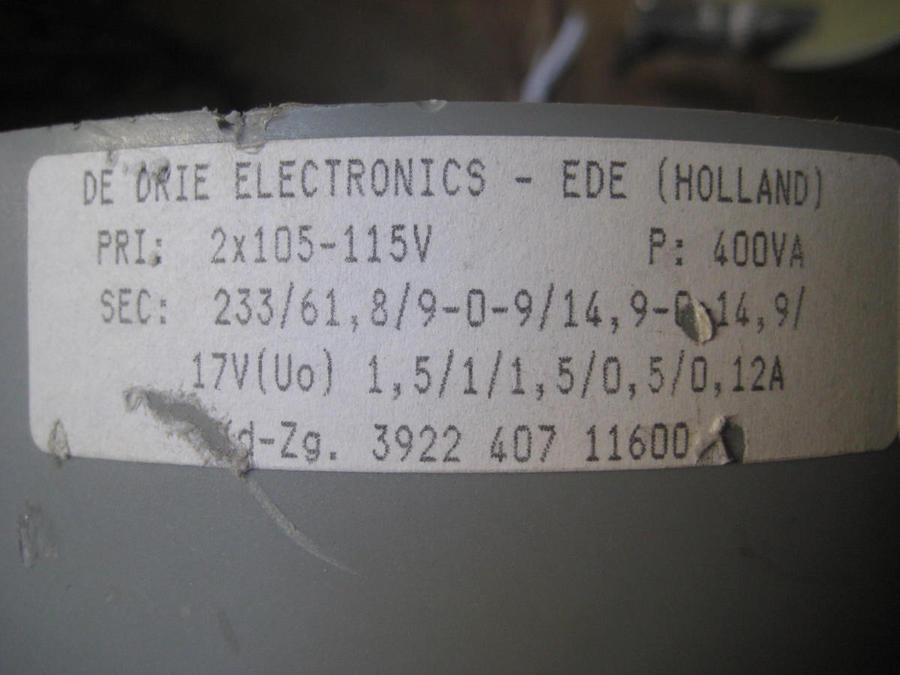 DE DRIE ELECTRONICS - EDE (HOLLAND)
PRI: 2x105-115V P: 400VA
SEC: 233/61,8/9-0-9/14,9-0-14,9/
17V(Uo) 1,5/1/1,5/0,5/0,12A
3922 407 11600